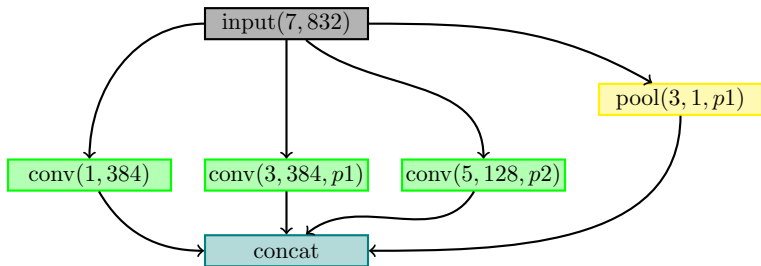 input(7, 832)
pool(3, 1, p1)
conv(1, 384)
conv(3, 384, p1)
conv(5, 128, p2)
concat